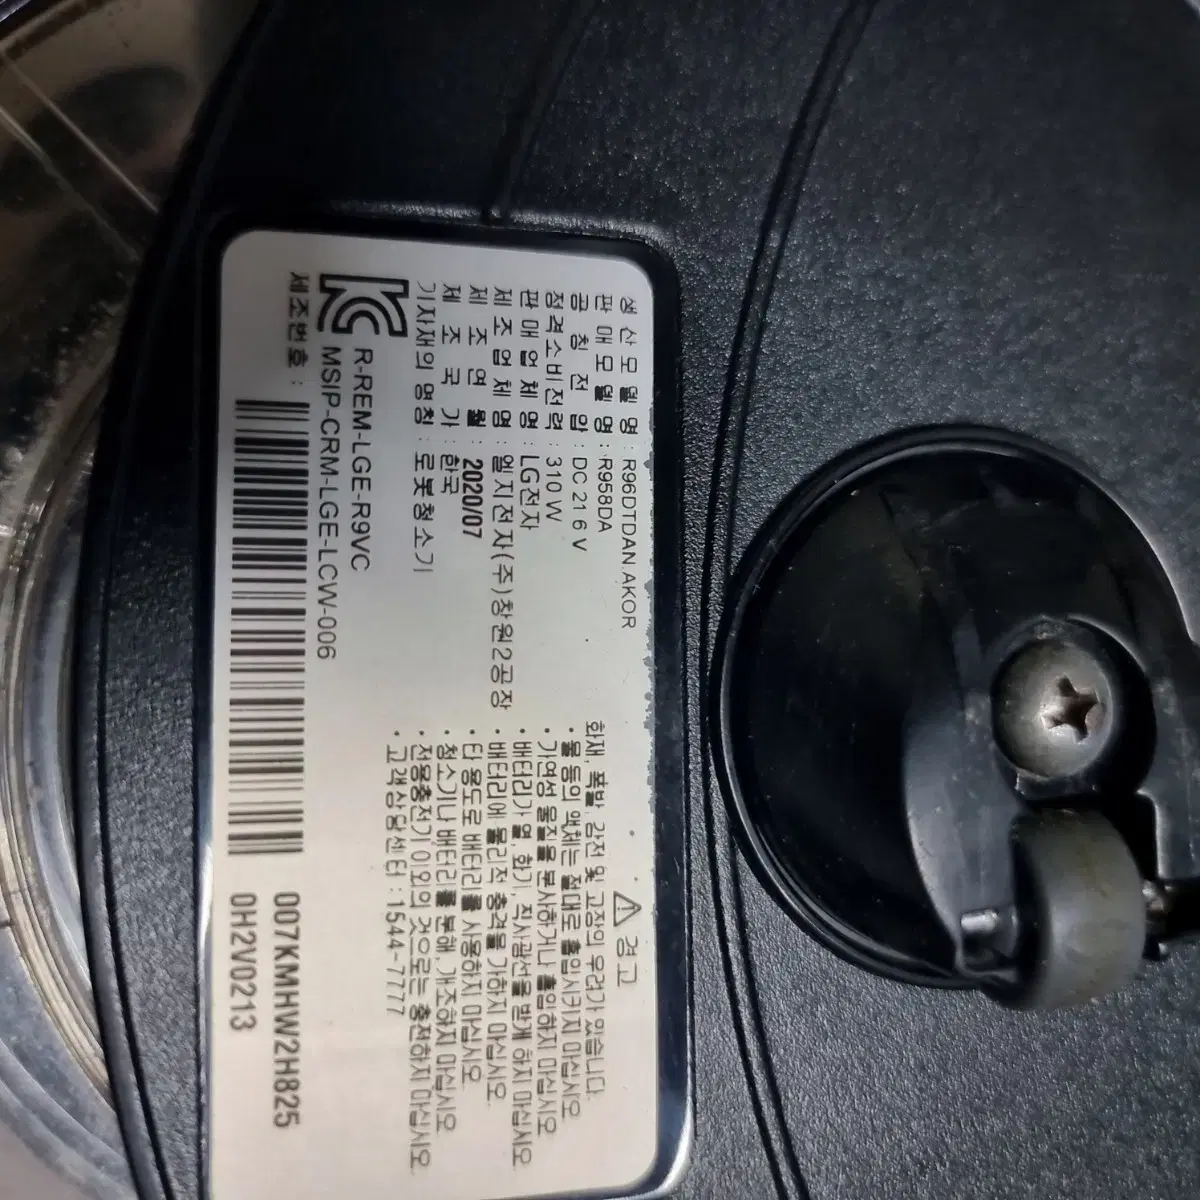 생산모델명 : R96DTDAN.AKOR
판매모델명 : R958DA
공칭전압 : DC 21 6 V
정격소비전력 : 310 W
판매업체명 : LG전자
제조업체명 : 엘지전자(주)창원2공장
제조연월 : 2020/07
제조국가 : 한국
기자재의 명칭 : 로봇청소기
R-REM-LGE-R9VC
MSIP-CRM-LGE-LCW-006
제조번호 :
007KMHW2H825
0H2V0213
⚠ 경고
화재, 폭발, 감전 및 고장의 우려가 있습니다.
· 물 등의 액체는 절대로 흡입시키지 마십시오
· 가연성 물질을 분사하거나 흡입하지 마십시오
· 배터리가 열, 화기, 직사광선을 받게 하지 마십시오
· 배터리에 물리적 충격을 가하지 마십시오.
· 타 용도로 배터리를 사용하지 마십시오.
· 청소기나 배터리를 분해, 개조하지 마십시오
· 전용충전기 이외의 것으로는 충전하지 마십시오
· 고객상담센터 : 1544-7777